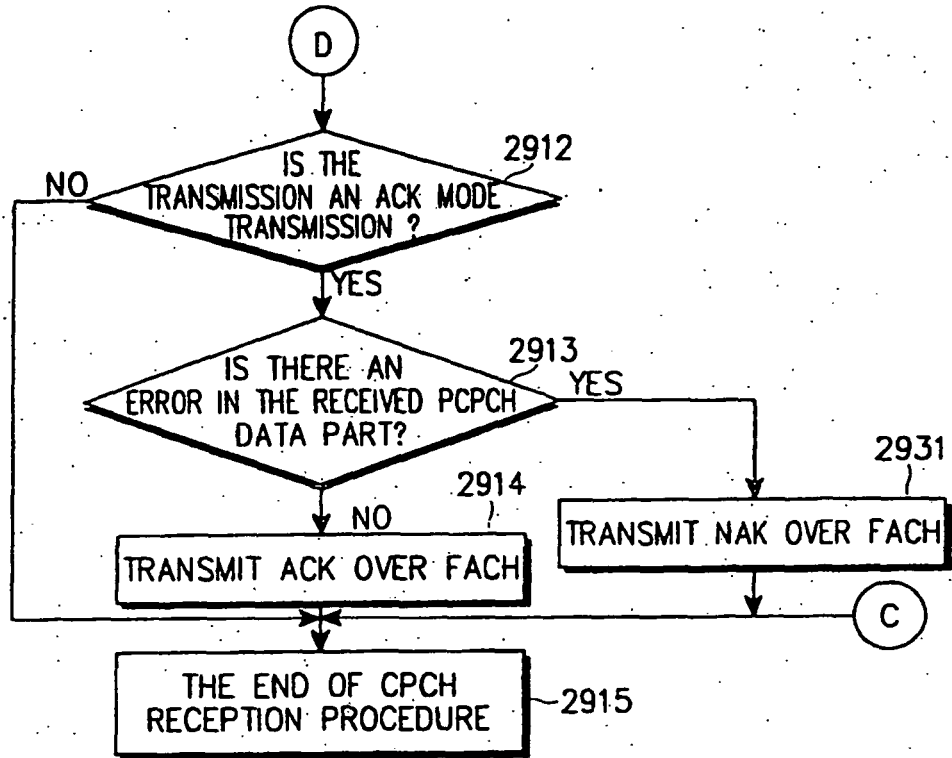 D
IS THE
TRANSMISSION AN ACK MODE
TRANSMISSION ?
2912
NO
YES
IS THERE AN
ERROR IN THE RECEIVED PCPCH
DATA PART?
2913
YES
NO
2914
TRANSMIT ACK OVER FACH
2931
TRANSMIT NAK OVER FACH
C
THE END OF CPCH
RECEPTION PROCEDURE
2915